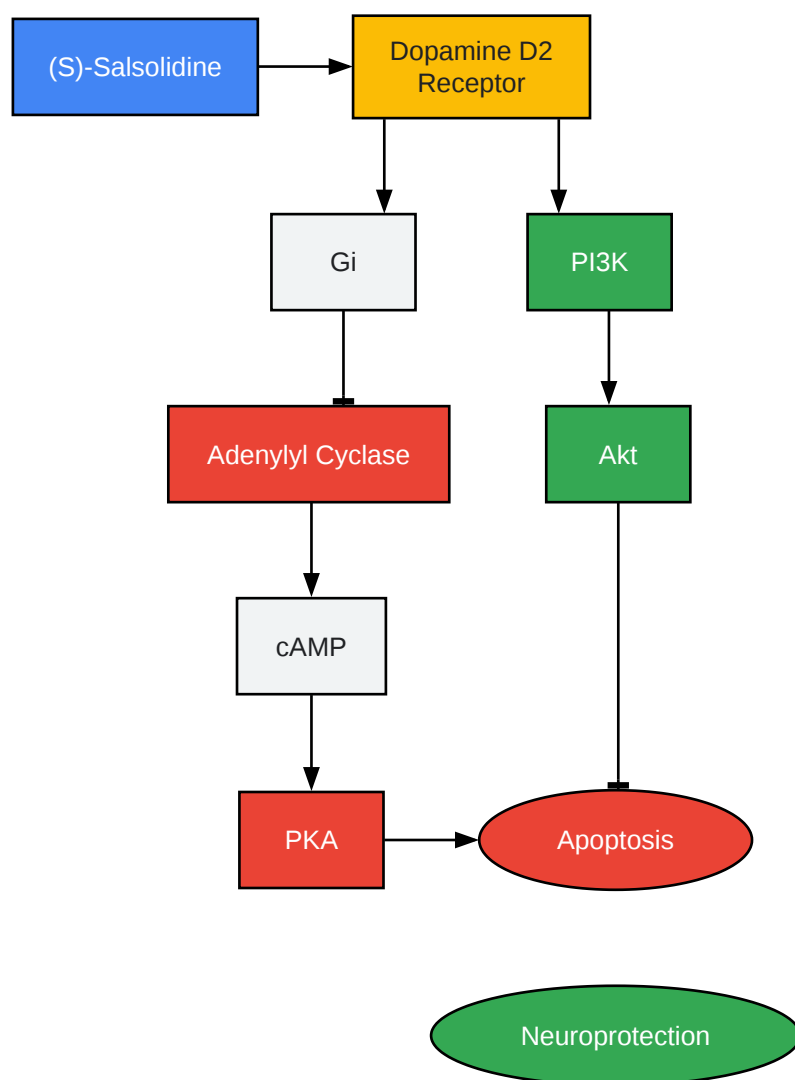 (S)-Salsolidine
Dopamine D2
Receptor
Gi
PI3K
Adenylyl Cyclase
Akt
cAMP
PKA
Apoptosis
Neuroprotection